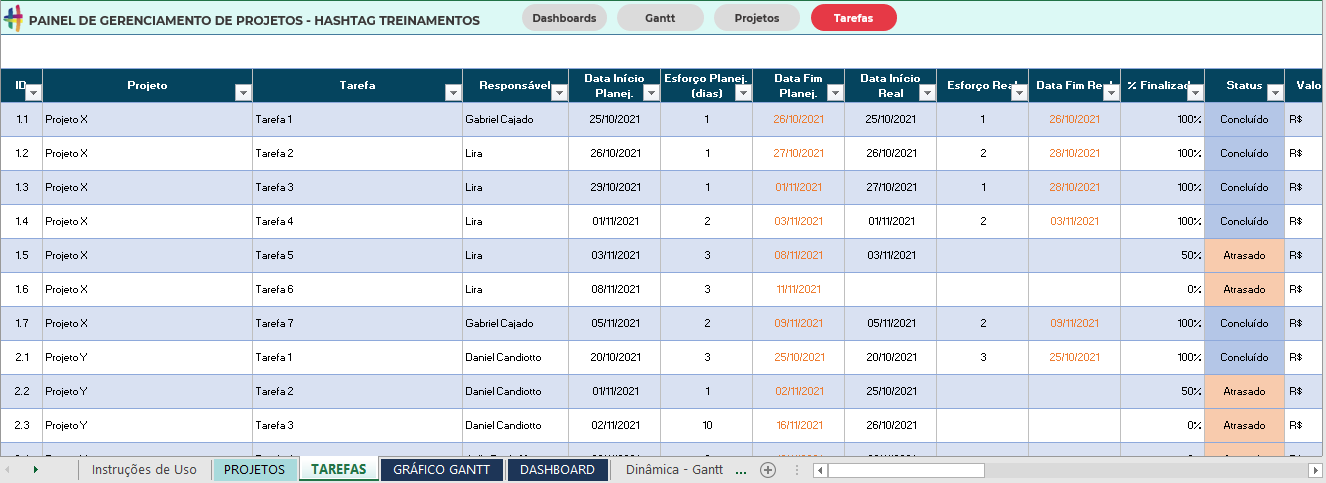 PAINEL DE GERENCIAMENTO DE PROJETOS - HASHTAG TREINAMENTOS Dashboards Gantt Projetos Tarefas
ID Projeto Tarefa Responsável Data Início Planej. Esforço Planej. (dias) Data Fim Planej. Data Início Real Esforço Rea Data Fim Rea % Finalizad Status Valo
1.1 Projeto X Tarefa 1 Gabriel Cajado 25/10/2021 1 26/10/2021 25/10/2021 1 26/10/2021 100% Concluído R$
1.2 Projeto X Tarefa 2 Lira 26/10/2021 1 27/10/2021 26/10/2021 2 28/10/2021 100% Concluído R$
1.3 Projeto X Tarefa 3 Lira 29/10/2021 1 01/11/2021 27/10/2021 1 28/10/2021 100% Concluído R$
1.4 Projeto X Tarefa 4 Lira 01/11/2021 2 03/11/2021 01/11/2021 2 03/11/2021 100% Concluído R$
1.5 Projeto X Tarefa 5 Lira 03/11/2021 3 08/11/2021 03/11/2021 50% Atrasado R$
1.6 Projeto X Tarefa 6 Lira 08/11/2021 3 11/11/2021 0% Atrasado R$
1.7 Projeto X Tarefa 7 Gabriel Cajado 05/11/2021 2 09/11/2021 05/11/2021 2 09/11/2021 100% Concluído R$
2.1 Projeto Y Tarefa 1 Daniel Candiotto 20/10/2021 3 25/10/2021 20/10/2021 3 25/10/2021 100% Concluído R$
2.2 Projeto Y Tarefa 2 Daniel Candiotto 01/11/2021 1 02/11/2021 25/10/2021 50% Atrasado R$
2.3 Projeto Y Tarefa 3 Daniel Candiotto 02/11/2021 10 16/11/2021 26/10/2021 0% Atrasado R$
Instruções de Uso PROJETOS TAREFAS GRÁFICO GANTT DASHBOARD Dinâmica - Gantt ...